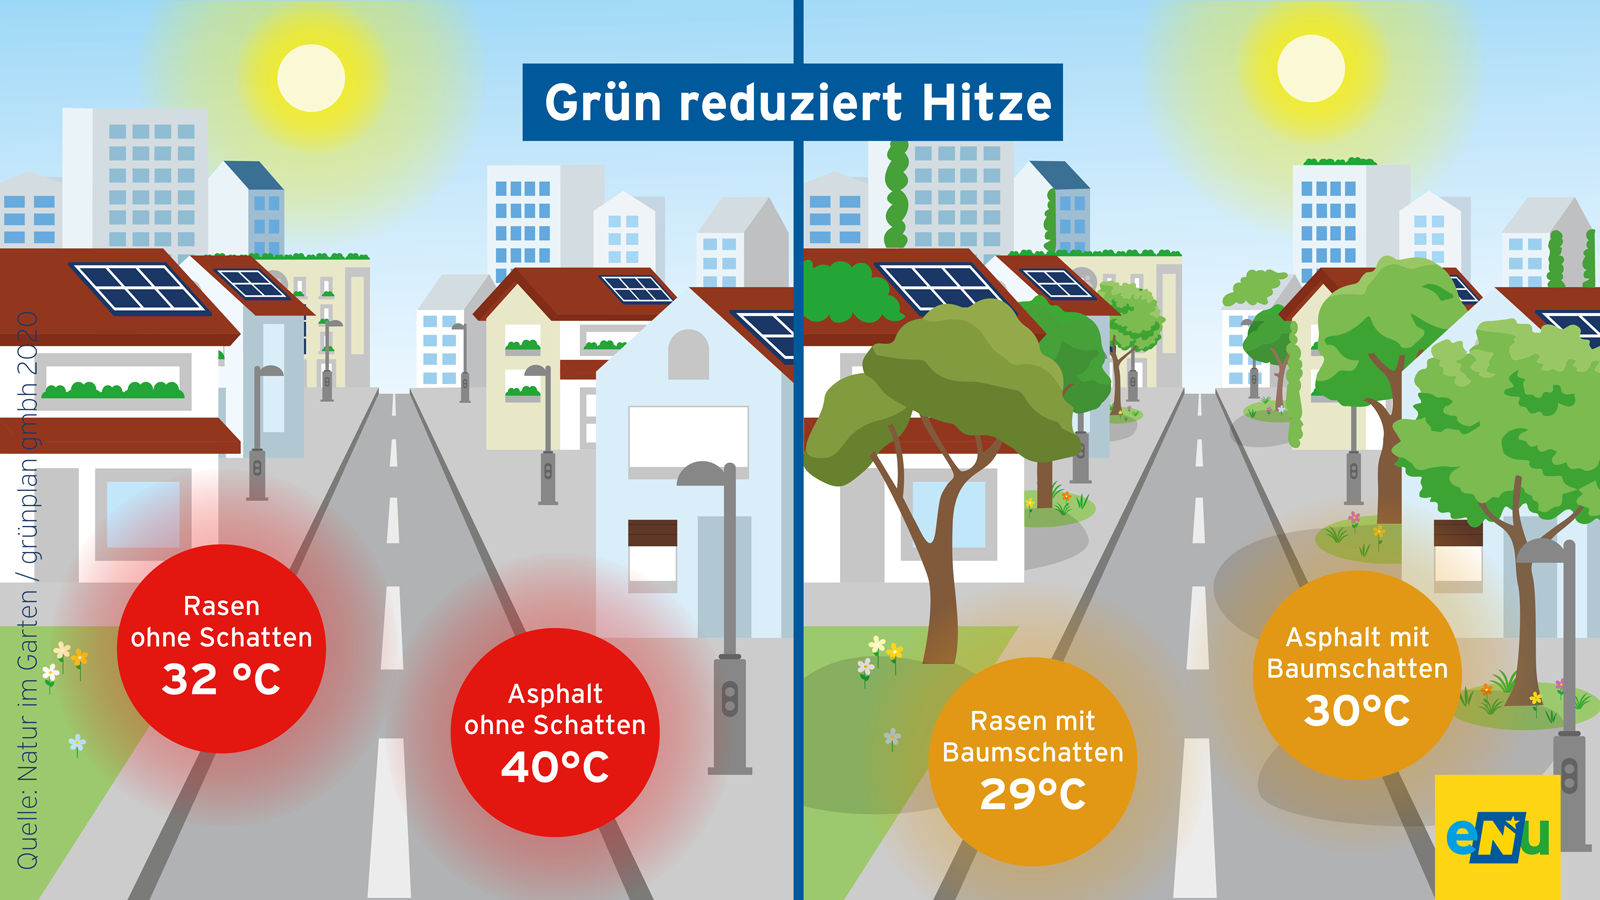 Grün reduziert Hitze
Rasen
ohne Schatten
32 °C
Asphalt
ohne Schatten
40°C
Rasen mit
Baumschatten
29°C
Asphalt mit
Baumschatten
30°C
Quelle: Natur im Garten / grünplan gmbh 2020
eNu